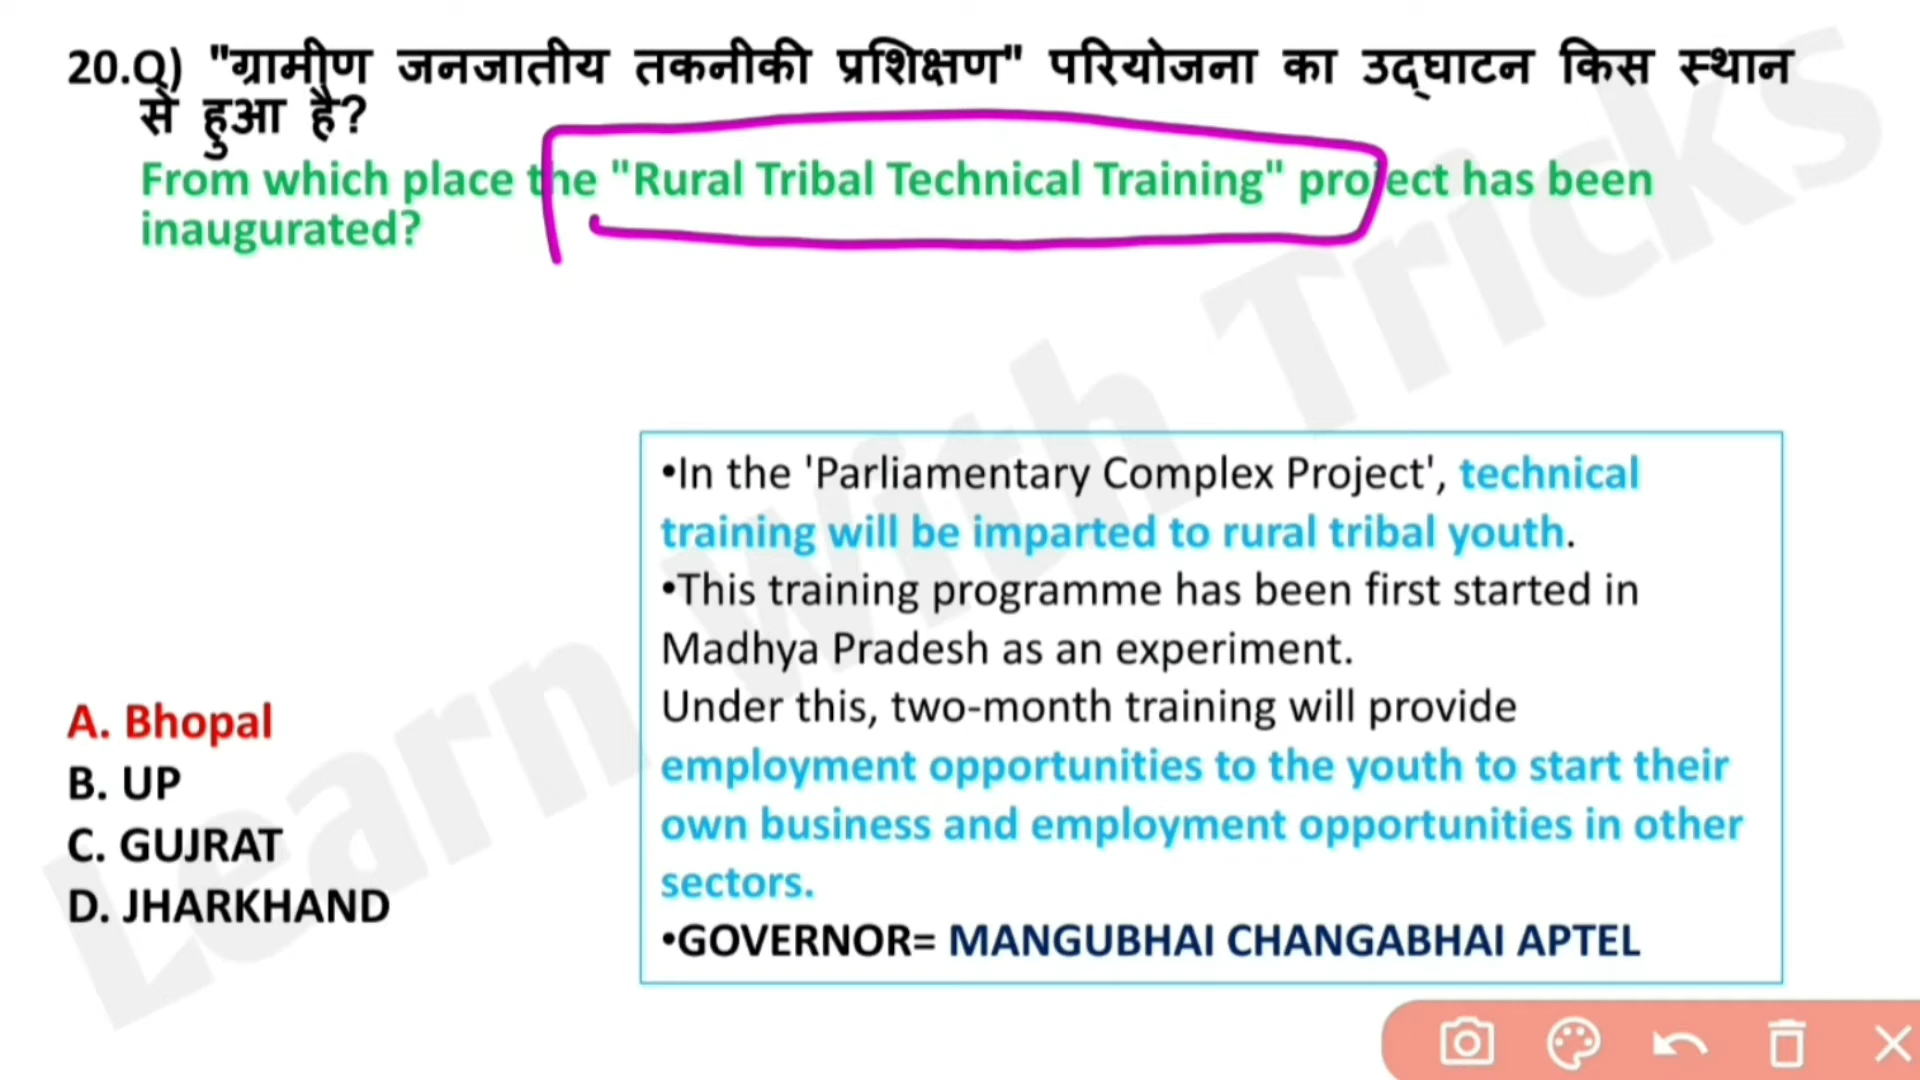 20.Q) "ग्रामीण जनजातीय तकनीकी प्रशिक्षण" परियोजना का उद्घाटन किस स्थान
से हुआ है?
From which place the "Rural Tribal Technical Training" project has been
inaugurated?
•In the 'Parliamentary Complex Project', technical
training will be imparted to rural tribal youth.
•This training programme has been first started in
Madhya Pradesh as an experiment.
Under this, two-month training will provide
employment opportunities to the youth to start their
own business and employment opportunities in other
sectors.
•GOVERNOR= MANGUBHAI CHANGABHAI APTEL
A. Bhopal
B. UP
C. GUJRAT
D. JHARKHAND
Learn With Tricks